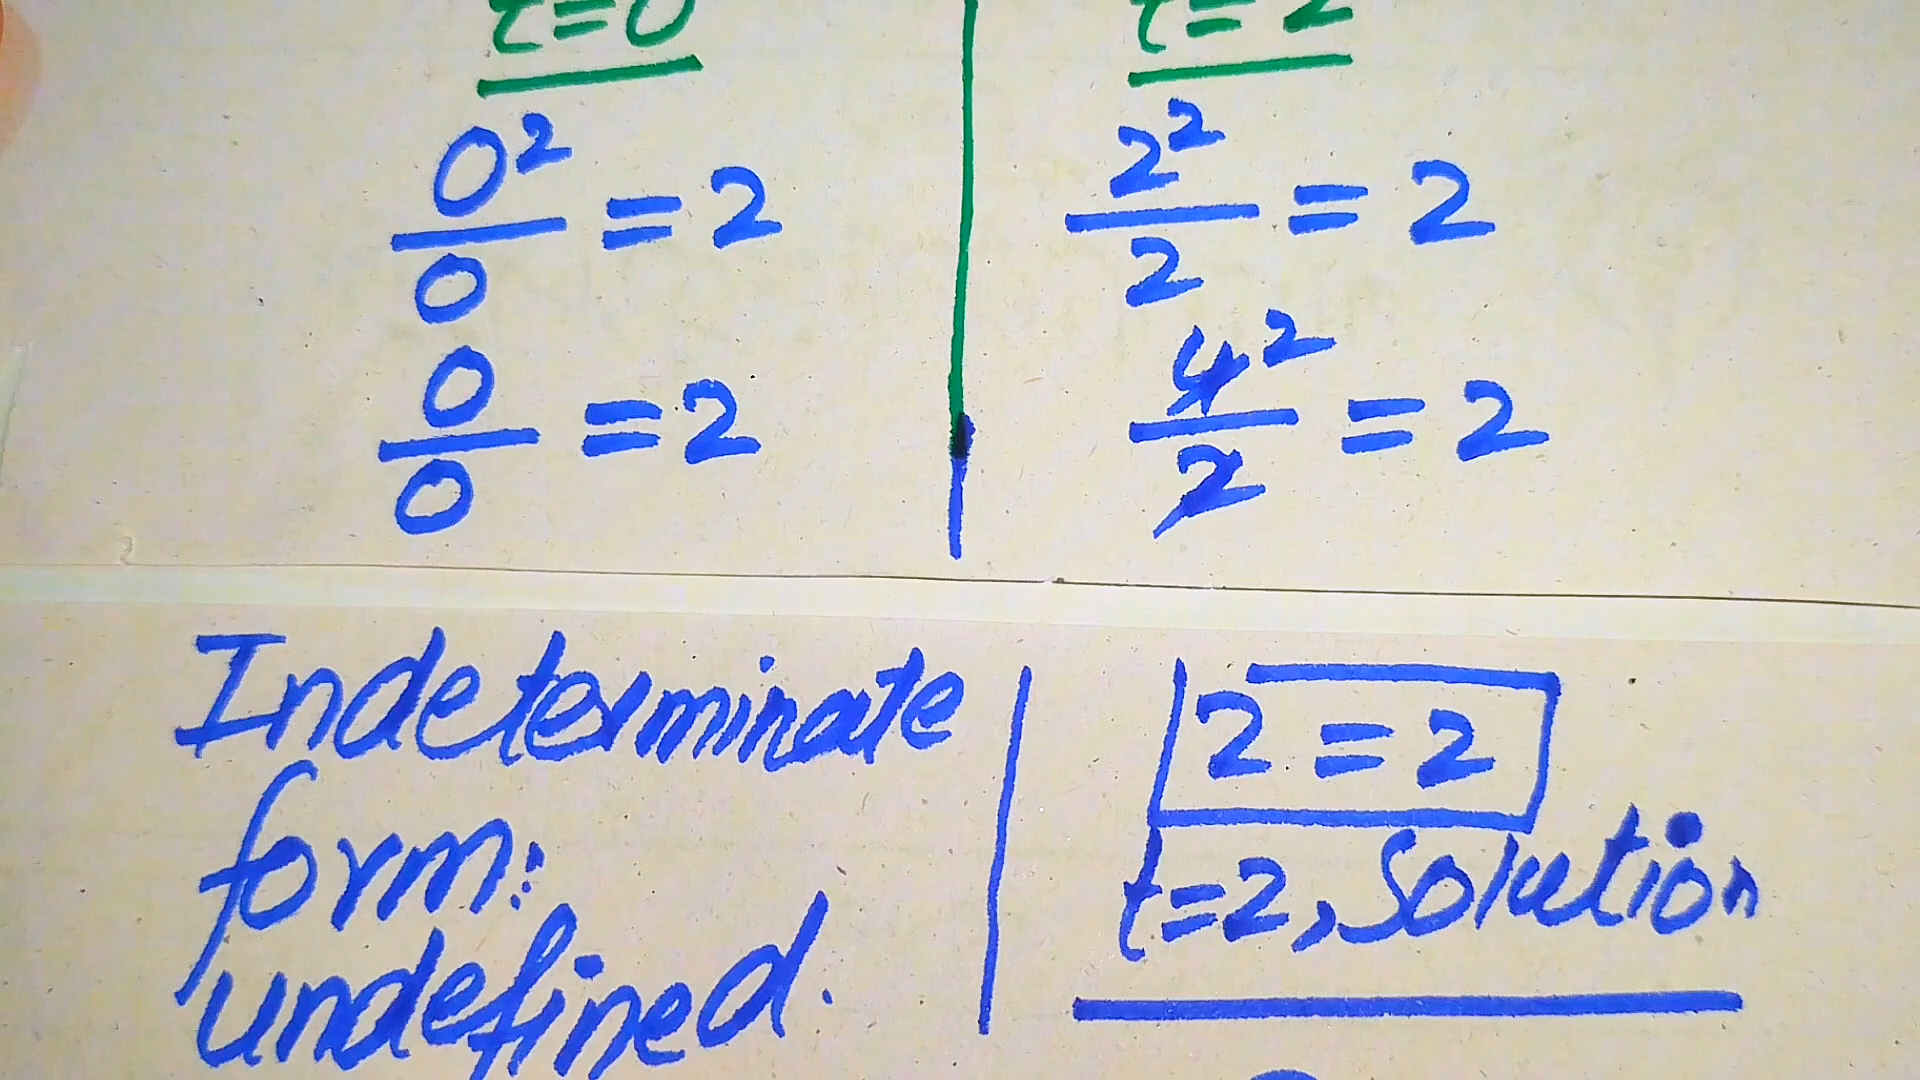 t=0
t=2
0²/0 = 2
2²/2 = 2
0/0 = 2
4²/2 = 2
Indeterminate
form:
undefined.
2 = 2
t=2, Solution